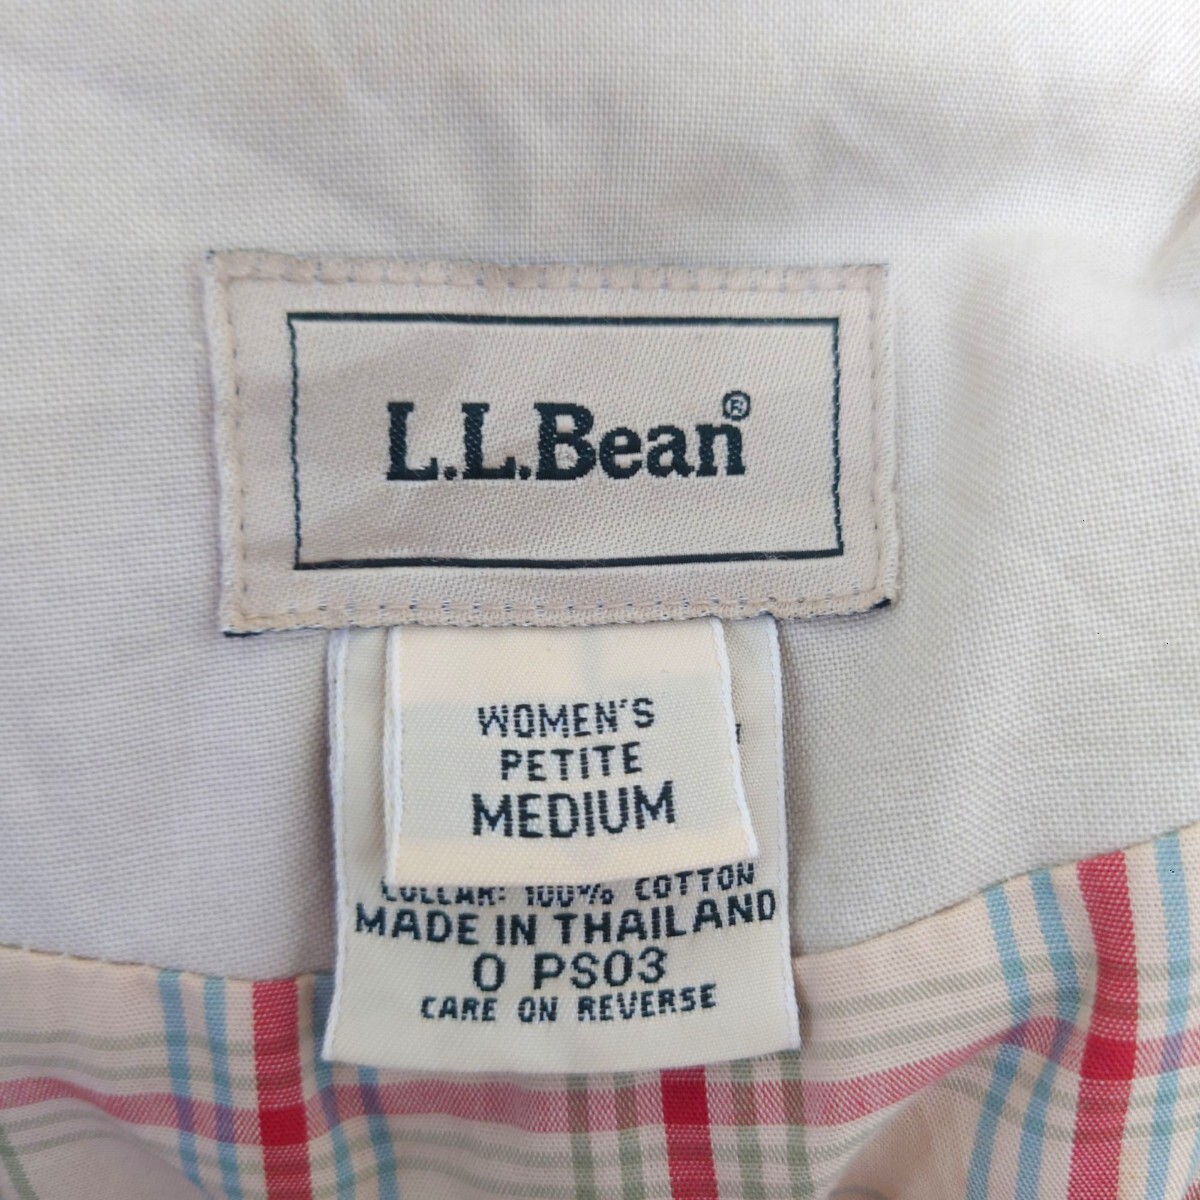 L.L.Bean®
WOMEN'S
PETITE
MEDIUM
COLLAR: 100% COTTON
MADE IN THAILAND
0 PS03
CARE ON REVERSE